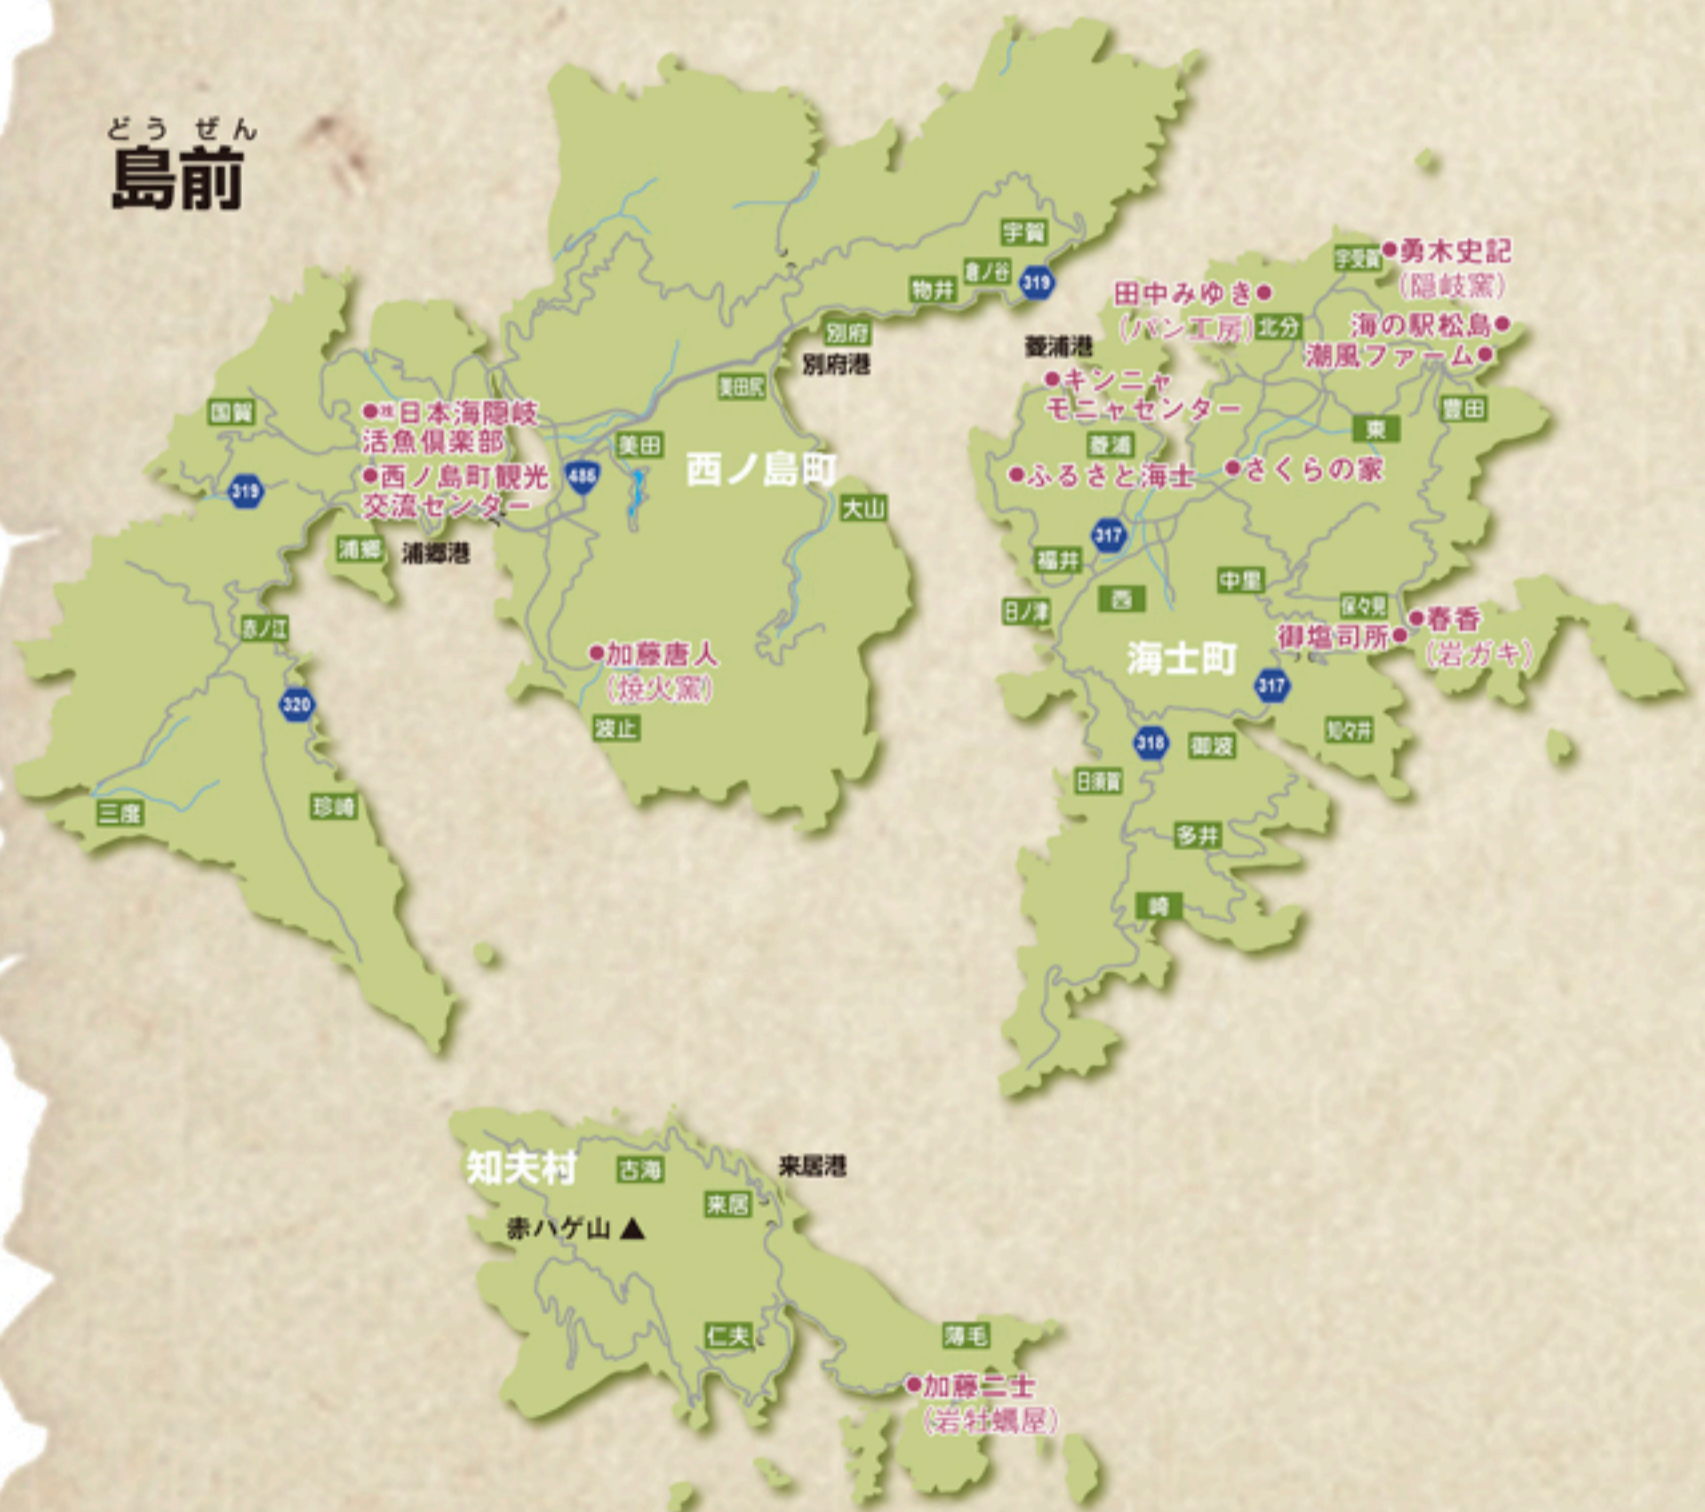 どうぜん
島前
宇賀
倉ノ谷
319
物井
別府
別府港
美田尻
国賀
319
●㈱日本海隠岐
活魚倶楽部
●西ノ島町観光
交流センター
美田
485
西ノ島町
大山
浦郷
浦郷港
赤ノ江
320
●加藤唐人
(焼火窯)
波止
三度
珍崎
宇受賀
●勇木史記
(隠岐窯)
田中みゆき●
(パン工房)
北分
海の駅松島●
潮風ファーム●
菱浦港
●キンニャ
モニャセンター
豊田
東
菱浦
●ふるさと海士
●さくらの家
317
福井
中里
西
日ノ津
保々見
●春香
(岩ガキ)
御塩司所●
海士町
317
318
御波
知々井
日須賀
多井
崎
知夫村
古海
来居港
来居
赤ハゲ山▲
仁夫
薄毛
●加藤二士
(岩牡蠣屋)